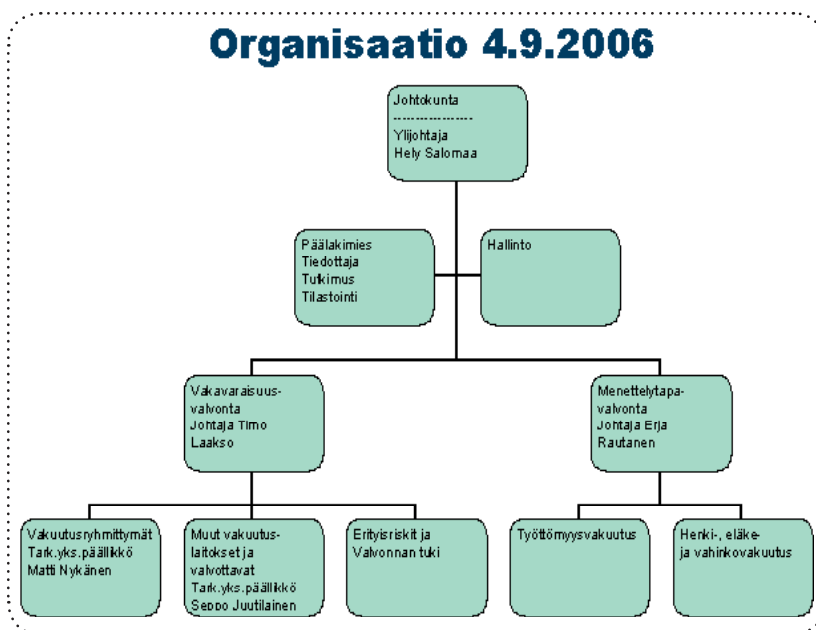 Organisaatio 4.9.2006
Johtokunta
------------------
Ylijohtaja
Hely Salomaa
Päälakimies
Tiedottaja
Tutkimus
Tilastointi
Hallinto
Vakavaraisuus-
valvonta
Johtaja Timo
Laakso
Menettelytapa-
valvonta
Johtaja Erja
Rautanen
Vakuutusryhmittymät
Tark.yks.päällikkö
Matti Nykänen
Muut vakuutus-
laitokset ja
valvottavat
Tark.yks.päällikkö
Seppo Juutilainen
Erityisriskit ja
Valvonnan tuki
Työttömyysvakuutus
Henki-, eläke-
ja vahinkovakuutus